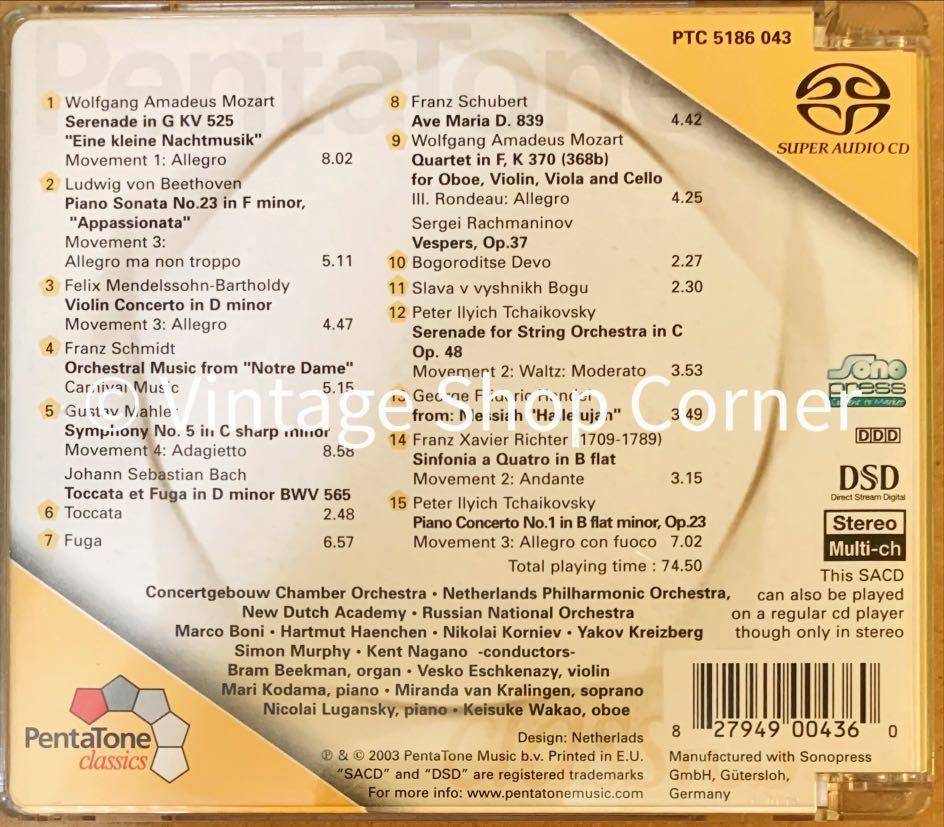 PentaTone
PTC 5186 043
SUPER AUDIO CD
1 Wolfgang Amadeus Mozart
Serenade in G KV 525
"Eine kleine Nachtmusik"
Movement 1: Allegro 8.02
2 Ludwig von Beethoven
Piano Sonata No.23 in F minor,
"Appassionata"
Movement 3:
Allegro ma non troppo 5.11
3 Felix Mendelssohn-Bartholdy
Violin Concerto in D minor
Movement 3: Allegro 4.47
4 Franz Schmidt
Orchestral Music from "Notre Dame"
Carnival Music 5.15
5 Gustav Mahler
Symphony No. 5 in C sharp minor
Movement 4: Adagietto 8.58
Johann Sebastian Bach
Toccata et Fuga in D minor BWV 565
6 Toccata 2.48
7 Fuga 6.57
8 Franz Schubert
Ave Maria D. 839 4.42
9 Wolfgang Amadeus Mozart
Quartet in F, K 370 (368b)
for Oboe, Violin, Viola and Cello
III. Rondeau: Allegro 4.25
Sergei Rachmaninov
Vespers, Op.37
10 Bogoroditse Devo 2.27
11 Slava v vyshnikh Bogu 2.30
12 Peter Ilyich Tchaikovsky
Serenade for String Orchestra in C
Op. 48
Movement 2: Waltz: Moderato 3.53
13 George Frideric Handel
from: Messiah "Hallelujah" 3.49
14 Franz Xavier Richter (1709-1789)
Sinfonia a Quatro in B flat
Movement 2: Andante 3.15
15 Peter Ilyich Tchaikovsky
Piano Concerto No.1 in B flat minor, Op.23
Movement 3: Allegro con fuoco 7.02
Total playing time : 74.50
© Vintage Shop Corner
Concertgebouw Chamber Orchestra • Netherlands Philharmonic Orchestra,
New Dutch Academy • Russian National Orchestra
Marco Boni • Hartmut Haenchen • Nikolai Korniev • Yakov Kreizberg
Simon Murphy • Kent Nagano -conductors-
Bram Beekman, organ • Vesko Eschkenazy, violin
Mari Kodama, piano • Miranda van Kralingen, soprano
Nicolai Lugansky, piano • Keisuke Wakao, oboe
Design: Netherlads
℗ & © 2003 PentaTone Music b.v. Printed in E.U.
“SACD” and “DSD” are registered trademarks
For more info: www.pentatonemusic.com
PentaTone
classics
Sono
press
DDD
DSD
Direct Stream Digital
Stereo
Multi-ch
This SACD
can also be played
on a regular cd player
though only in stereo
8 27949 00436 0
Manufactured with Sonopress
GmbH, Gütersloh,
Germany